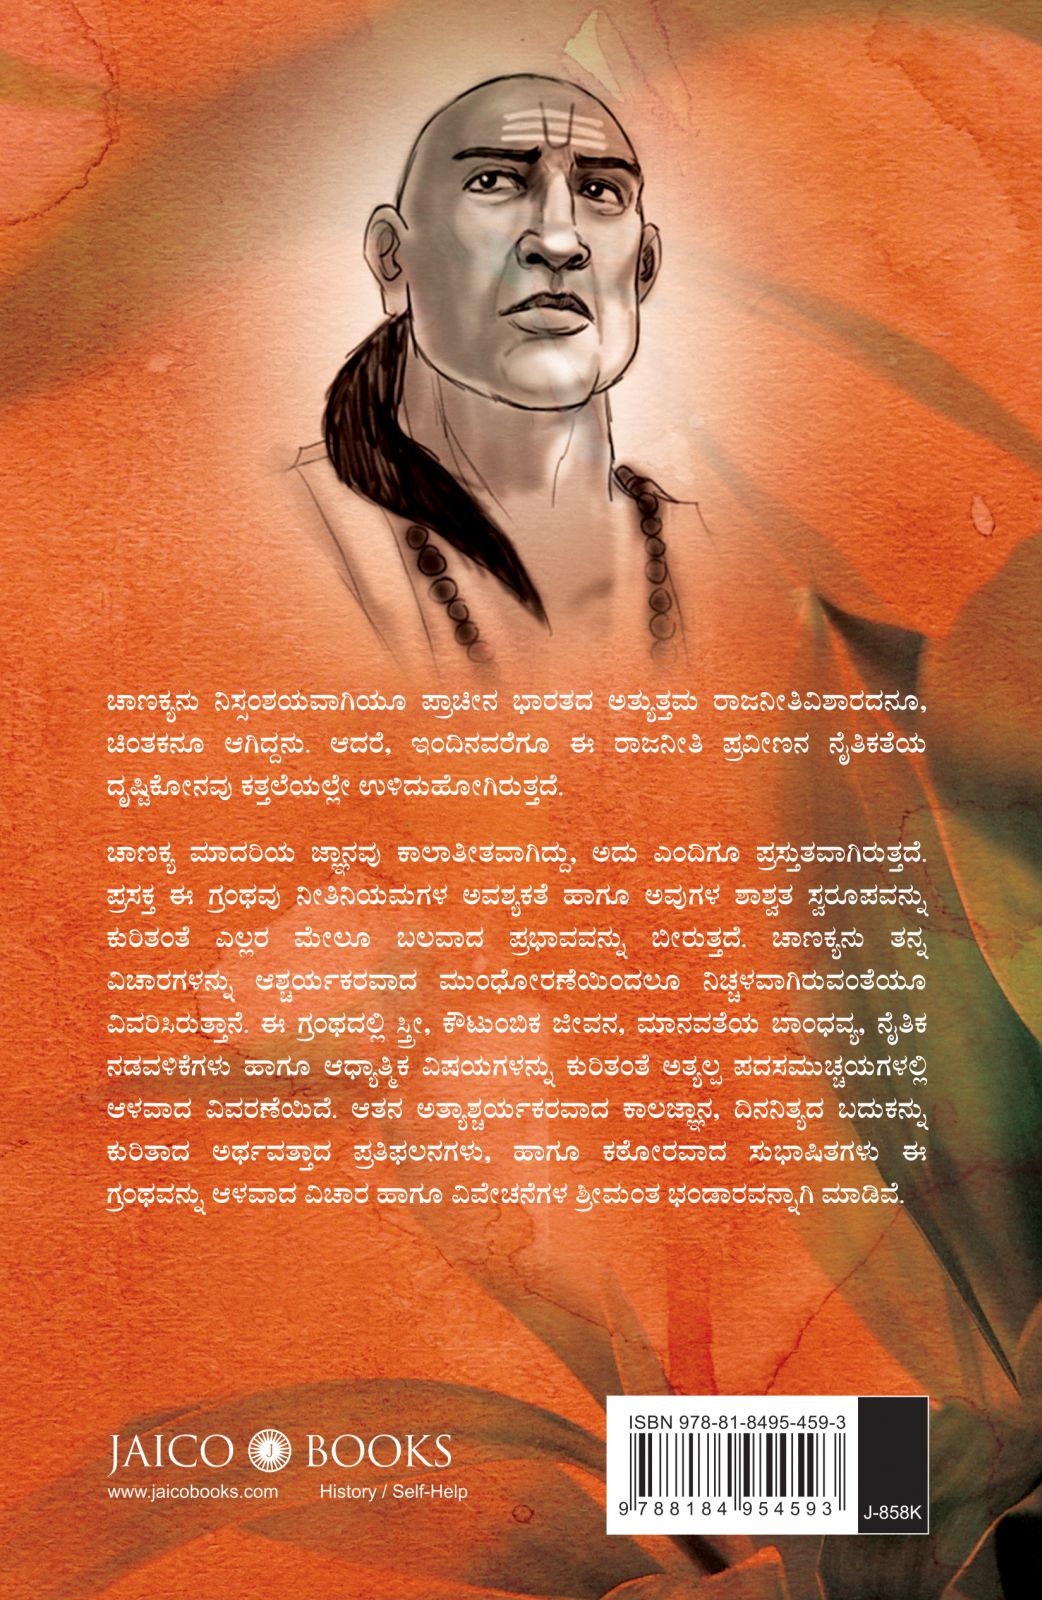 ಚಾಣಕ್ಯನು ನಿಸ್ಸಂಶಯವಾಗಿಯೂ ಪ್ರಾಚೀನ ಭಾರತದ ಅತ್ಯುತ್ತಮ ರಾಜನೀತಿವಿಶಾರದನೂ,
ಚಿಂತಕನೂ ಆಗಿದ್ದನು. ಆದರೆ, ಇಂದಿನವರೆಗೂ ಈ ರಾಜನೀತಿ ಪ್ರವೀಣನ ನೈತಿಕತೆಯ
ದೃಷ್ಟಿಕೋನವು ಕತ್ತಲೆಯಲ್ಲೇ ಉಳಿದುಹೋಗಿರುತ್ತದೆ.
ಚಾಣಕ್ಯ ಮಾದರಿಯ ಜ್ಞಾನವು ಕಾಲಾತೀತವಾಗಿದ್ದು, ಅದು ಎಂದಿಗೂ ಪ್ರಸ್ತುತವಾಗಿರುತ್ತದೆ.
ಪ್ರಸಕ್ತ ಈ ಗ್ರಂಥವು ನೀತಿನಿಯಮಗಳ ಅವಶ್ಯಕತೆ ಹಾಗೂ ಅವುಗಳ ಶಾಶ್ವತ ಸ್ವರೂಪವನ್ನು
ಕುರಿತಂತೆ ಎಲ್ಲರ ಮೇಲೂ ಬಲವಾದ ಪ್ರಭಾವವನ್ನು ಬೀರುತ್ತದೆ. ಚಾಣಕ್ಯನು ತನ್ನ
ವಿಚಾರಗಳನ್ನು ಆಶ್ಚರ್ಯಕರವಾದ ಮುಂಧೋರಣೆಯಿಂದಲೂ ನಿಚ್ಚಳವಾಗಿರುವಂತೆಯೂ
ವಿವರಿಸಿರುತ್ತಾನೆ. ಈ ಗ್ರಂಥದಲ್ಲಿ ಸ್ತ್ರೀ, ಕೌಟುಂಬಿಕ ಜೀವನ, ಮಾನವತೆಯ ಬಾಂಧವ್ಯ, ನೈತಿಕ
ನಡವಳಿಕೆಗಳು ಹಾಗೂ ಆಧ್ಯಾತ್ಮಿಕ ವಿಷಯಗಳನ್ನು ಕುರಿತಂತೆ ಅತ್ಯಲ್ಪ ಪದಸಮುಚ್ಚಯಗಳಲ್ಲಿ
ಆಳವಾದ ವಿವರಣೆಯಿದೆ. ಆತನ ಅತ್ಯಾಶ್ಚರ್ಯಕರವಾದ ಕಾಲಜ್ಞಾನ, ದಿನನಿತ್ಯದ ಬದುಕನ್ನು
ಕುರಿತಾದ ಅರ್ಥವತ್ತಾದ ಪ್ರತಿಫಲನಗಳು, ಹಾಗೂ ಕಠೋರವಾದ ಸುಭಾಷಿತಗಳು ಈ
ಗ್ರಂಥವನ್ನು ಆಳವಾದ ವಿಚಾರ ಹಾಗೂ ವಿವೇಚನೆಗಳ ಶ್ರೀಮಂತ ಭಂಡಾರವನ್ನಾಗಿ ಮಾಡಿವೆ.
JAICO J BOOKS
www.jaicobooks.com History / Self-Help
ISBN 978-81-8495-459-3
9 788184 954593
J-858K